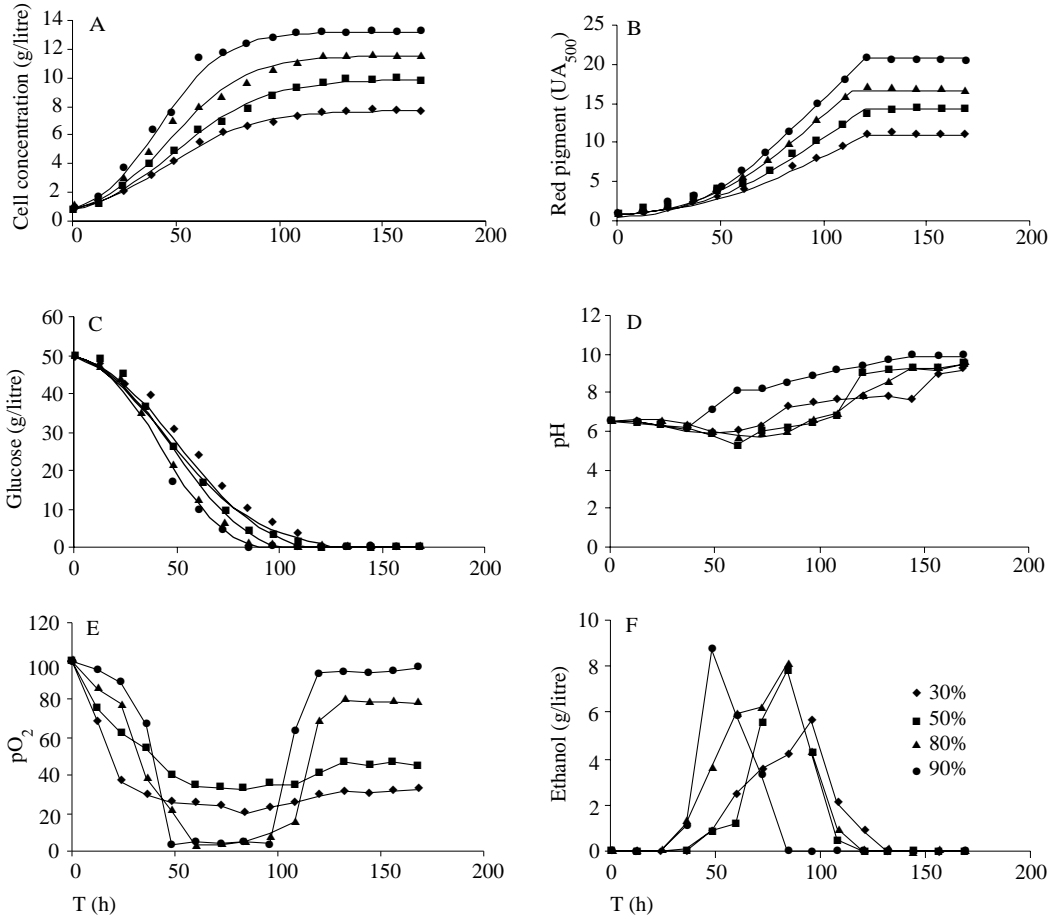 A
Cell concentration (g/litre)
14
12
10
8
6
4
2
0
0 50 100 150 200
B
Red pigment (UA500)
25
20
15
10
5
0
0 50 100 150 200
C
Glucose (g/litre)
60
50
40
30
20
10
0
0 50 100 150 200
D
pH
12
10
8
6
4
2
0
0 50 100 150 200
E
pO2
120
100
80
60
40
20
0
0 50 100 150 200
T (h)
F
Ethanol (g/litre)
10
8
6
4
2
0
0 50 100 150 200
T (h)
30%
50%
80%
90%